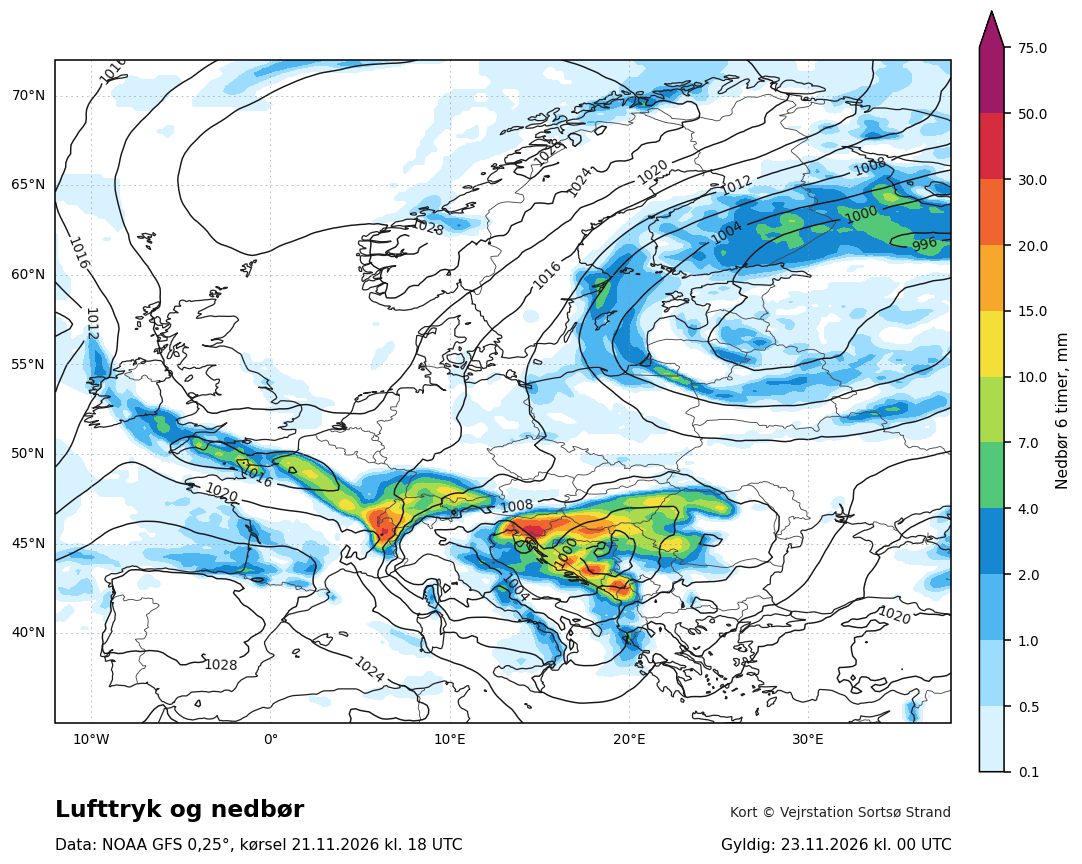 75.0
50.0
30.0
20.0
15.0
10.0
7.0
4.0
2.0
1.0
0.5
0.1
Nedbør 6 timer, mm
70°N
65°N
60°N
55°N
50°N
45°N
40°N
10°W
0°
10°E
20°E
30°E
1016
1016
1012
1028
1028
1024
1020
1016
1012
1008
1004
1000
996
1016
1020
1008
1000
1004
1028
1024
1020
Lufttryk og nedbør
Kort © Vejrstation Sortsø Strand
Data: NOAA GFS 0,25°, kørsel 21.11.2026 kl. 18 UTC
Gyldig: 23.11.2026 kl. 00 UTC